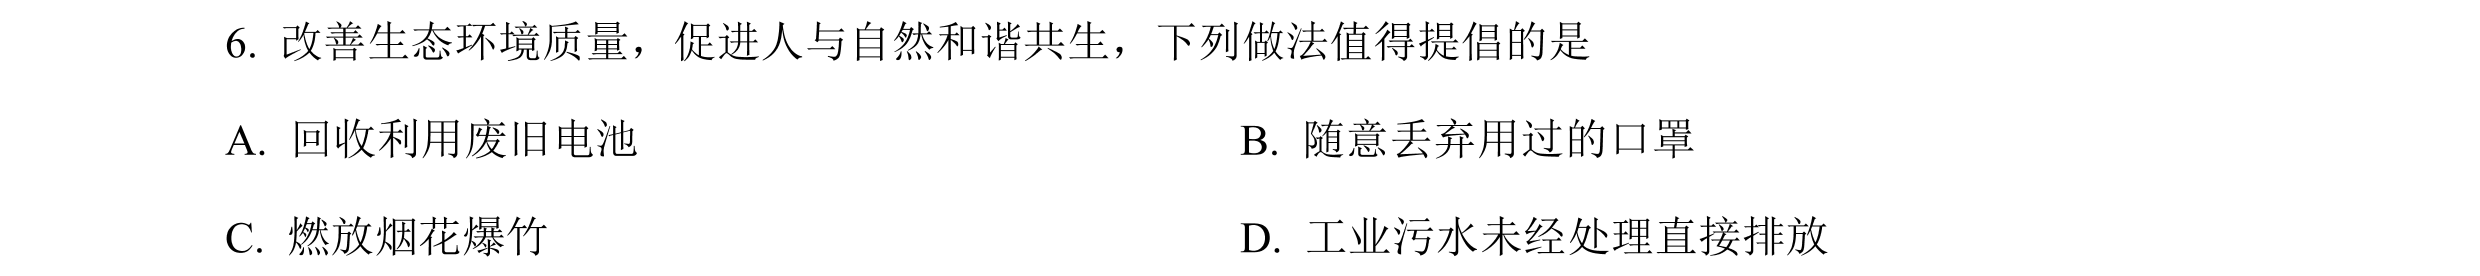 6. 改善生态环境质量，促进人与自然和谐共生，下列做法值得提倡的是
A. 回收利用废旧电池 B. 随意丢弃用过的口罩
C. 燃放烟花爆竹 D. 工业污水未经处理直接排放